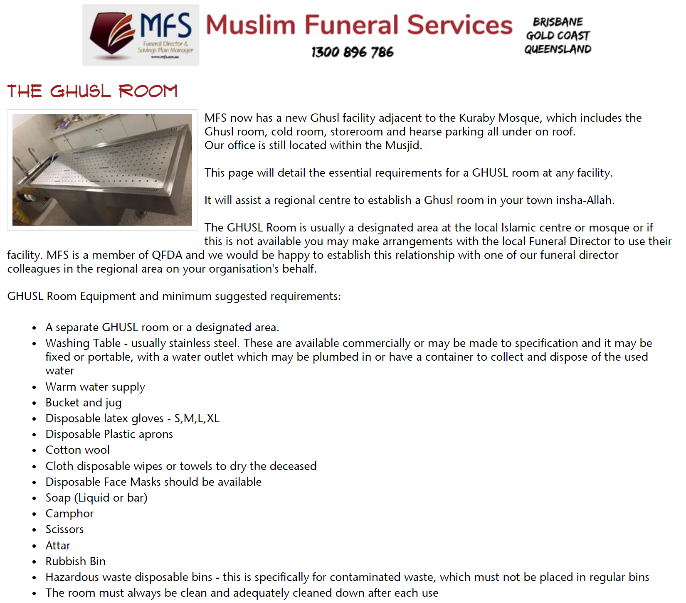 MFS
Funeral Director &
Savings Plan Manager
www.mfs.com.au
Muslim Funeral Services
1300 896 786
BRISBANE
GOLD COAST
QUEENSLAND
THE GHUSL ROOM
MFS now has a new Ghusl facility adjacent to the Kuraby Mosque, which includes the
Ghusl room, cold room, storeroom and hearse parking all under on roof.
Our office is still located within the Musjid.
This page will detail the essential requirements for a GHUSL room at any facility.
It will assist a regional centre to establish a Ghusl room in your town insha-Allah.
The GHUSL Room is usually a designated area at the local Islamic centre or mosque or if
this is not available you may make arrangements with the local Funeral Director to use their
facility. MFS is a member of QFDA and we would be happy to establish this relationship with one of our funeral director
colleagues in the regional area on your organisation's behalf.
GHUSL Room Equipment and minimum suggested requirements:
• A separate GHUSL room or a designated area.
• Washing Table - usually stainless steel. These are available commercially or may be made to specification and it may be
fixed or portable, with a water outlet which may be plumbed in or have a container to collect and dispose of the used
water
• Warm water supply
• Bucket and jug
• Disposable latex gloves - S,M,L,XL
• Disposable Plastic aprons
• Cotton wool
• Cloth disposable wipes or towels to dry the deceased
• Disposable Face Masks should be available
• Soap (Liquid or bar)
• Camphor
• Scissors
• Attar
• Rubbish Bin
• Hazardous waste disposable bins - this is specifically for contaminated waste, which must not be placed in regular bins
• The room must always be clean and adequately cleaned down after each use